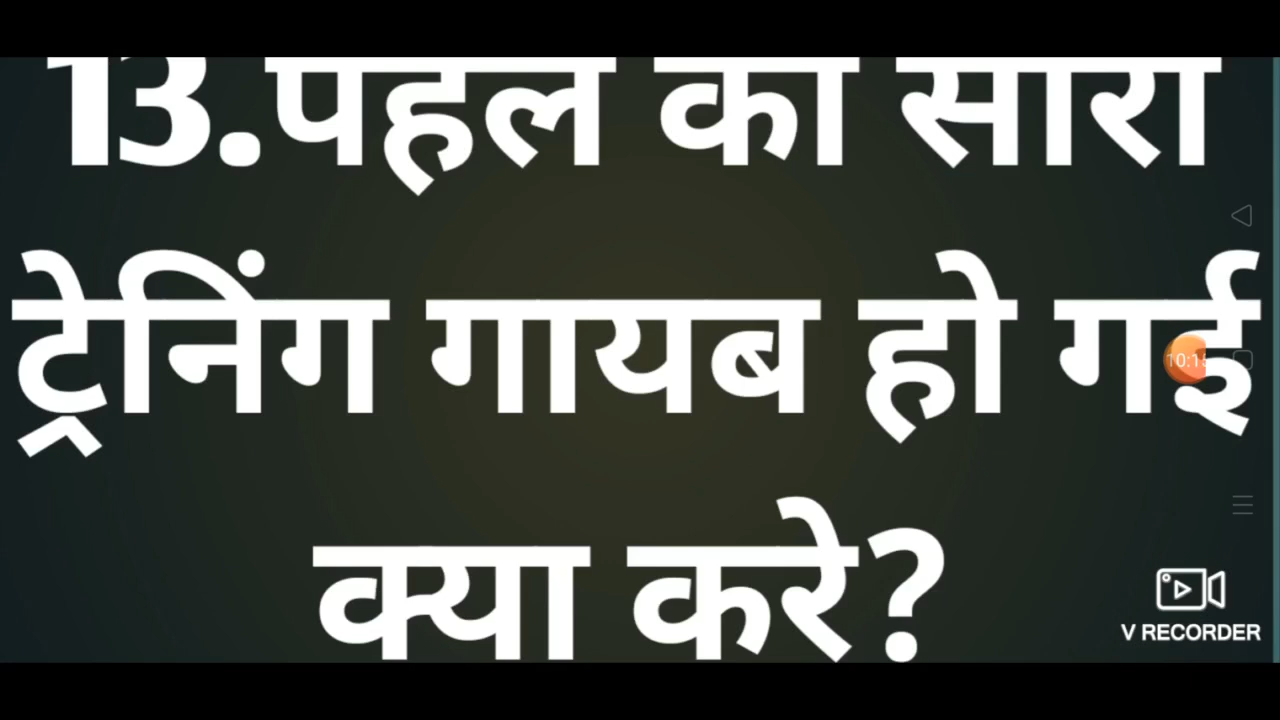 13.पहले की सारी
ट्रेनिंग गायब हो गई
क्या करे?
V RECORDER